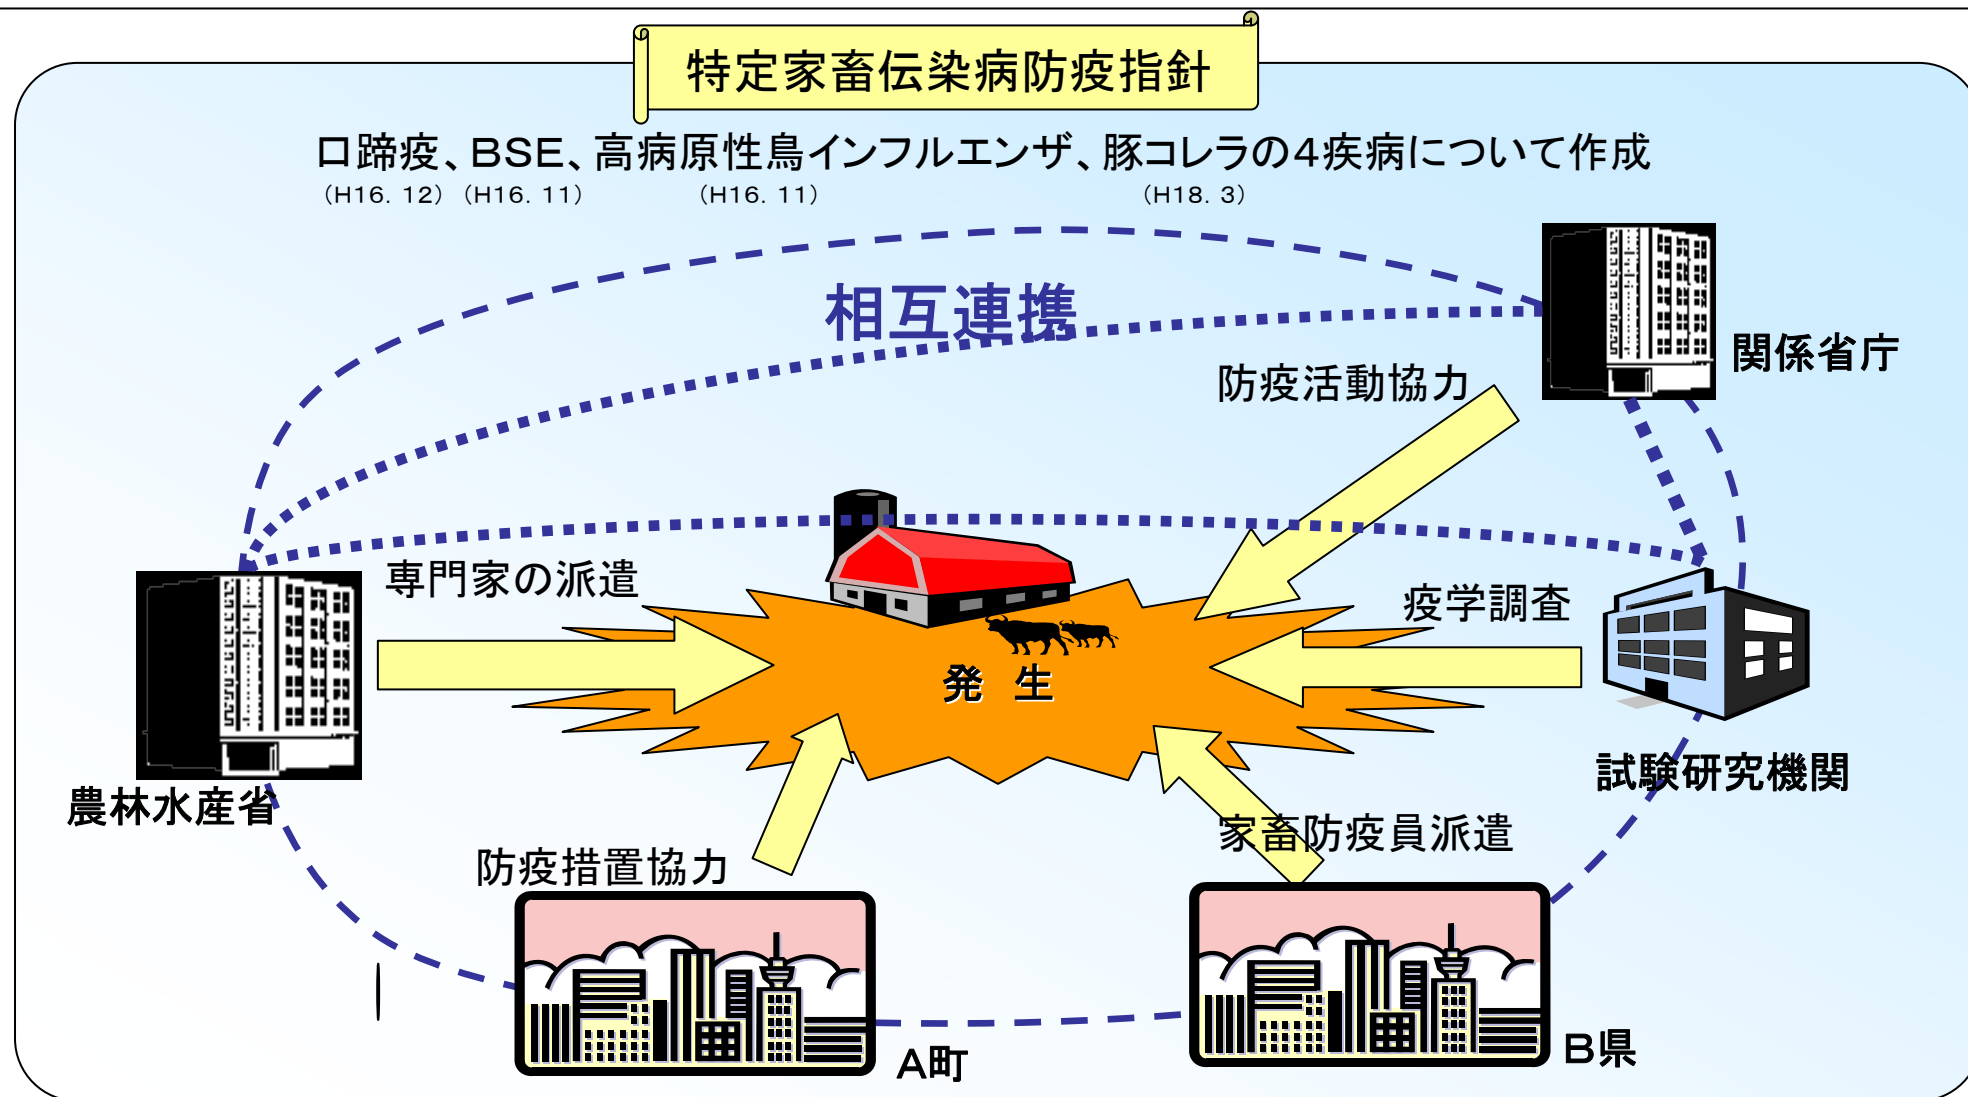 特定家畜伝染病防疫指針
口蹄疫、BSE、高病原性鳥インフルエンザ、豚コレラの4疾病について作成
（H16．12）（H16．11） （H16．11） （H18．3）
相互連携
関係省庁
防疫活動協力
専門家の派遣
疫学調査
発 生
試験研究機関
農林水産省
家畜防疫員派遣
防疫措置協力
A町
B県